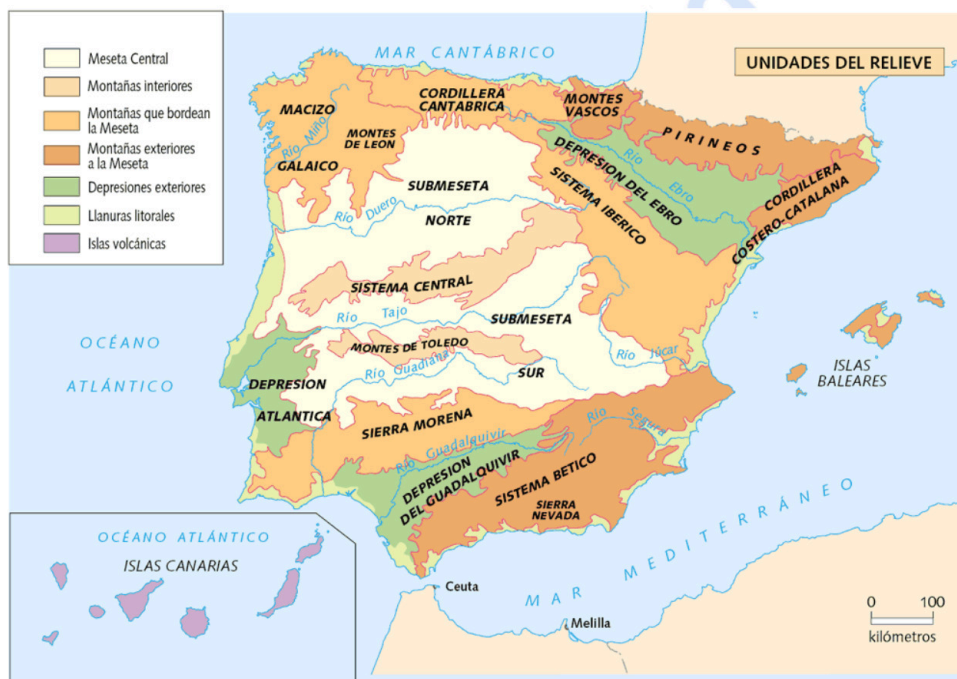 MAR CANTÁBRICO
UNIDADES DEL RELIEVE
Meseta Central
Montañas interiores
Montañas que bordean
la Meseta
Montañas exteriores
a la Meseta
Depresiones exteriores
Llanuras litorales
Islas volcánicas
MACIZO
GALAICO
Río Miño
MONTES
DE LEON
CORDILLERA
CANTABRICA
MONTES
VASCOS
PIRINEOS
Río Ebro
DEPRESION DEL EBRO
CORDILLERA
COSTERO-CATALANA
SISTEMA IBERICO
SUBMESETA
NORTE
Río Duero
SISTEMA CENTRAL
Río Tajo
SUBMESETA
SUR
MONTES DE TOLEDO
Río Guadiana
Río Júcar
OCÉANO
ATLÁNTICO
DEPRESION
ATLANTICA
ISLAS
BALEARES
SIERRA MORENA
Río Guadalquivir
Río Segura
DEPRESION
DEL GUADALQUIVIR
SISTEMA BETICO
SIERRA
NEVADA
MAR MEDITERRÁNEO
OCÉANO ATLÁNTICO
ISLAS CANARIAS
Ceuta
Melilla
0 100
kilómetros